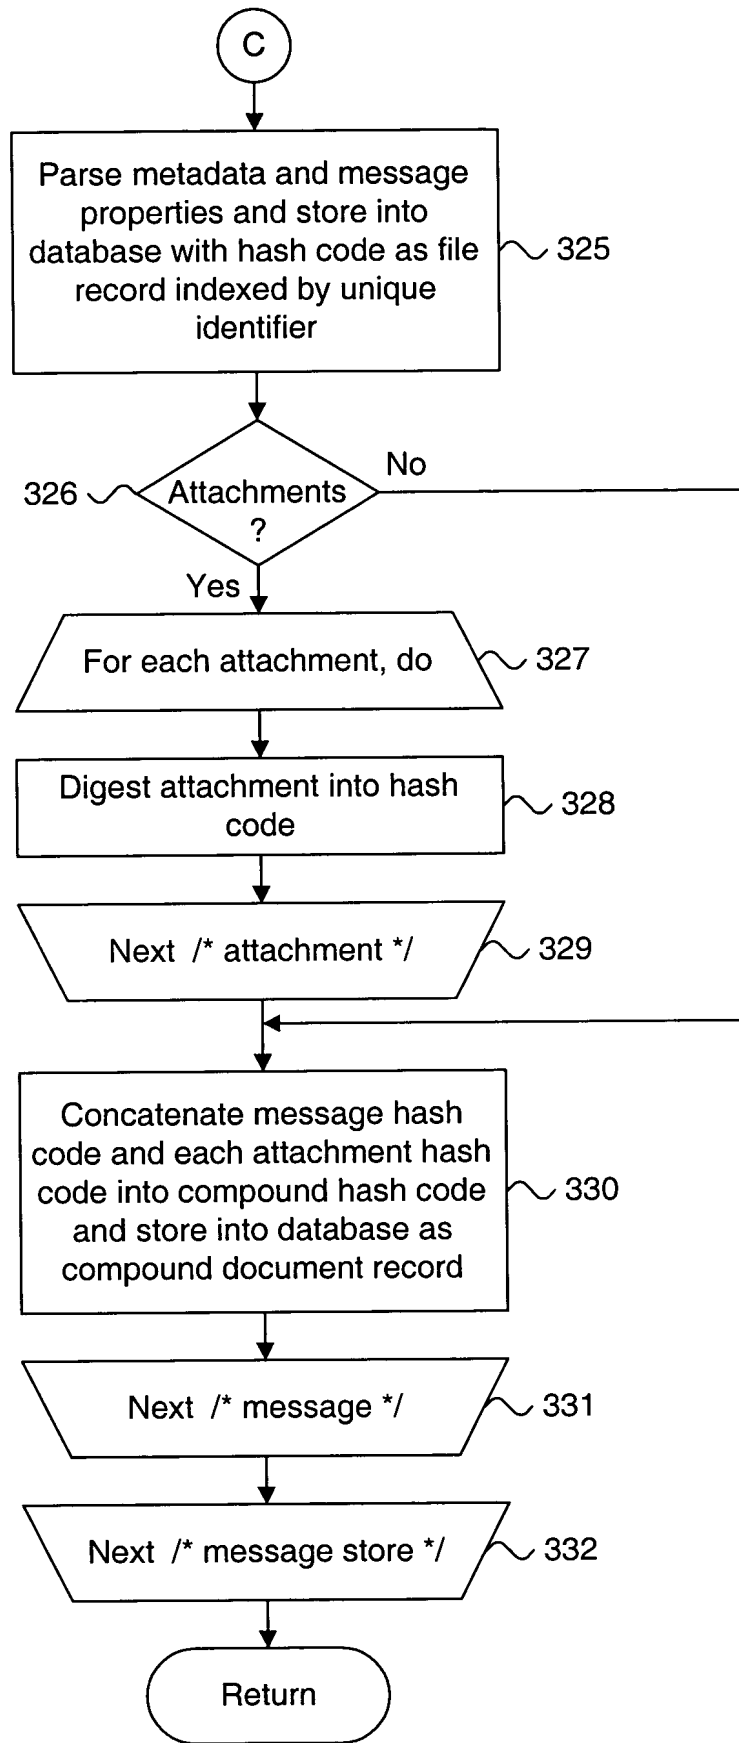 C
Parse metadata and message
properties and store into
database with hash code as file
record indexed by unique
identifier
325
No
326
Attachments
?
Yes
For each attachment, do
327
Digest attachment into hash
code
328
Next /* attachment */
329
Concatenate message hash
code and each attachment hash
code into compound hash code
and store into database as
compound document record
330
Next /* message */
331
Next /* message store */
332
Return